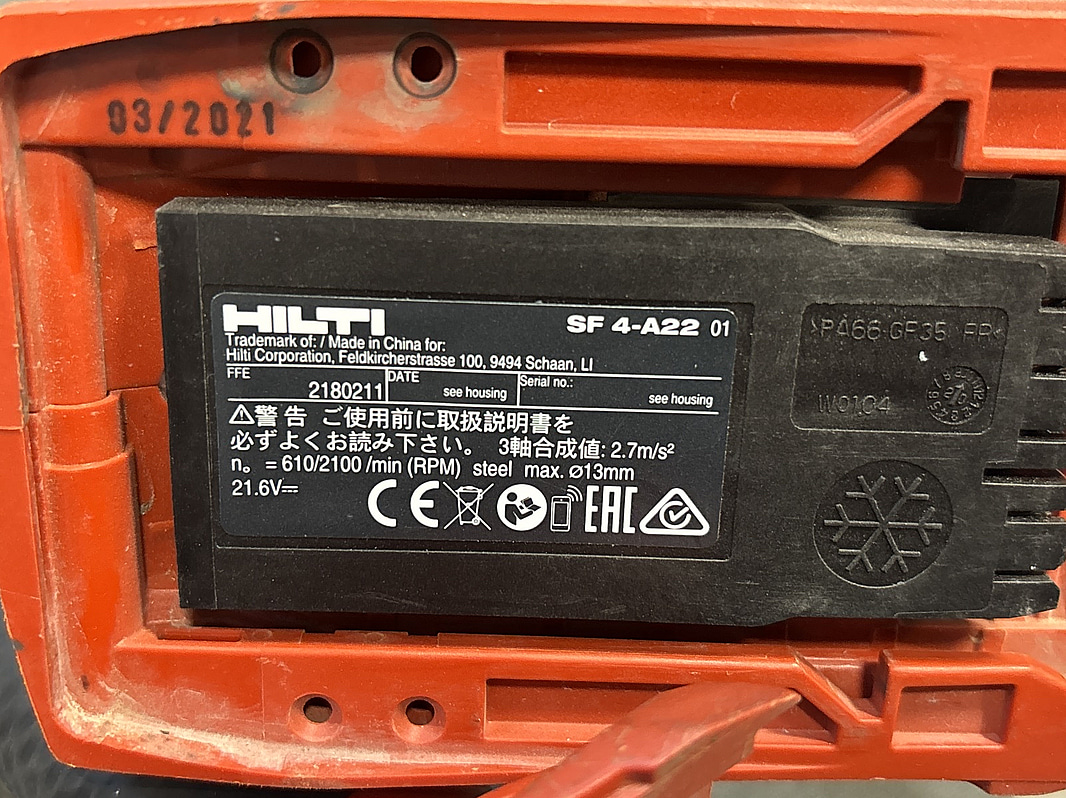 03/2021
HILTI SF 4-A22 01
Trademark of: / Made in China for:
Hilti Corporation, Feldkircherstrasse 100, 9494 Schaan, LI
FFE 2180211 DATE see housing Serial no.: see housing
⚠警告 ご使用前に取扱説明書を
必ずよくお読み下さい。 3軸合成値: 2.7m/s²
n₀ = 610/2100 /min (RPM) steel max. ⌀13mm
21.6V⎓
CE EAC
>PA66-GF35 FR<
W0104